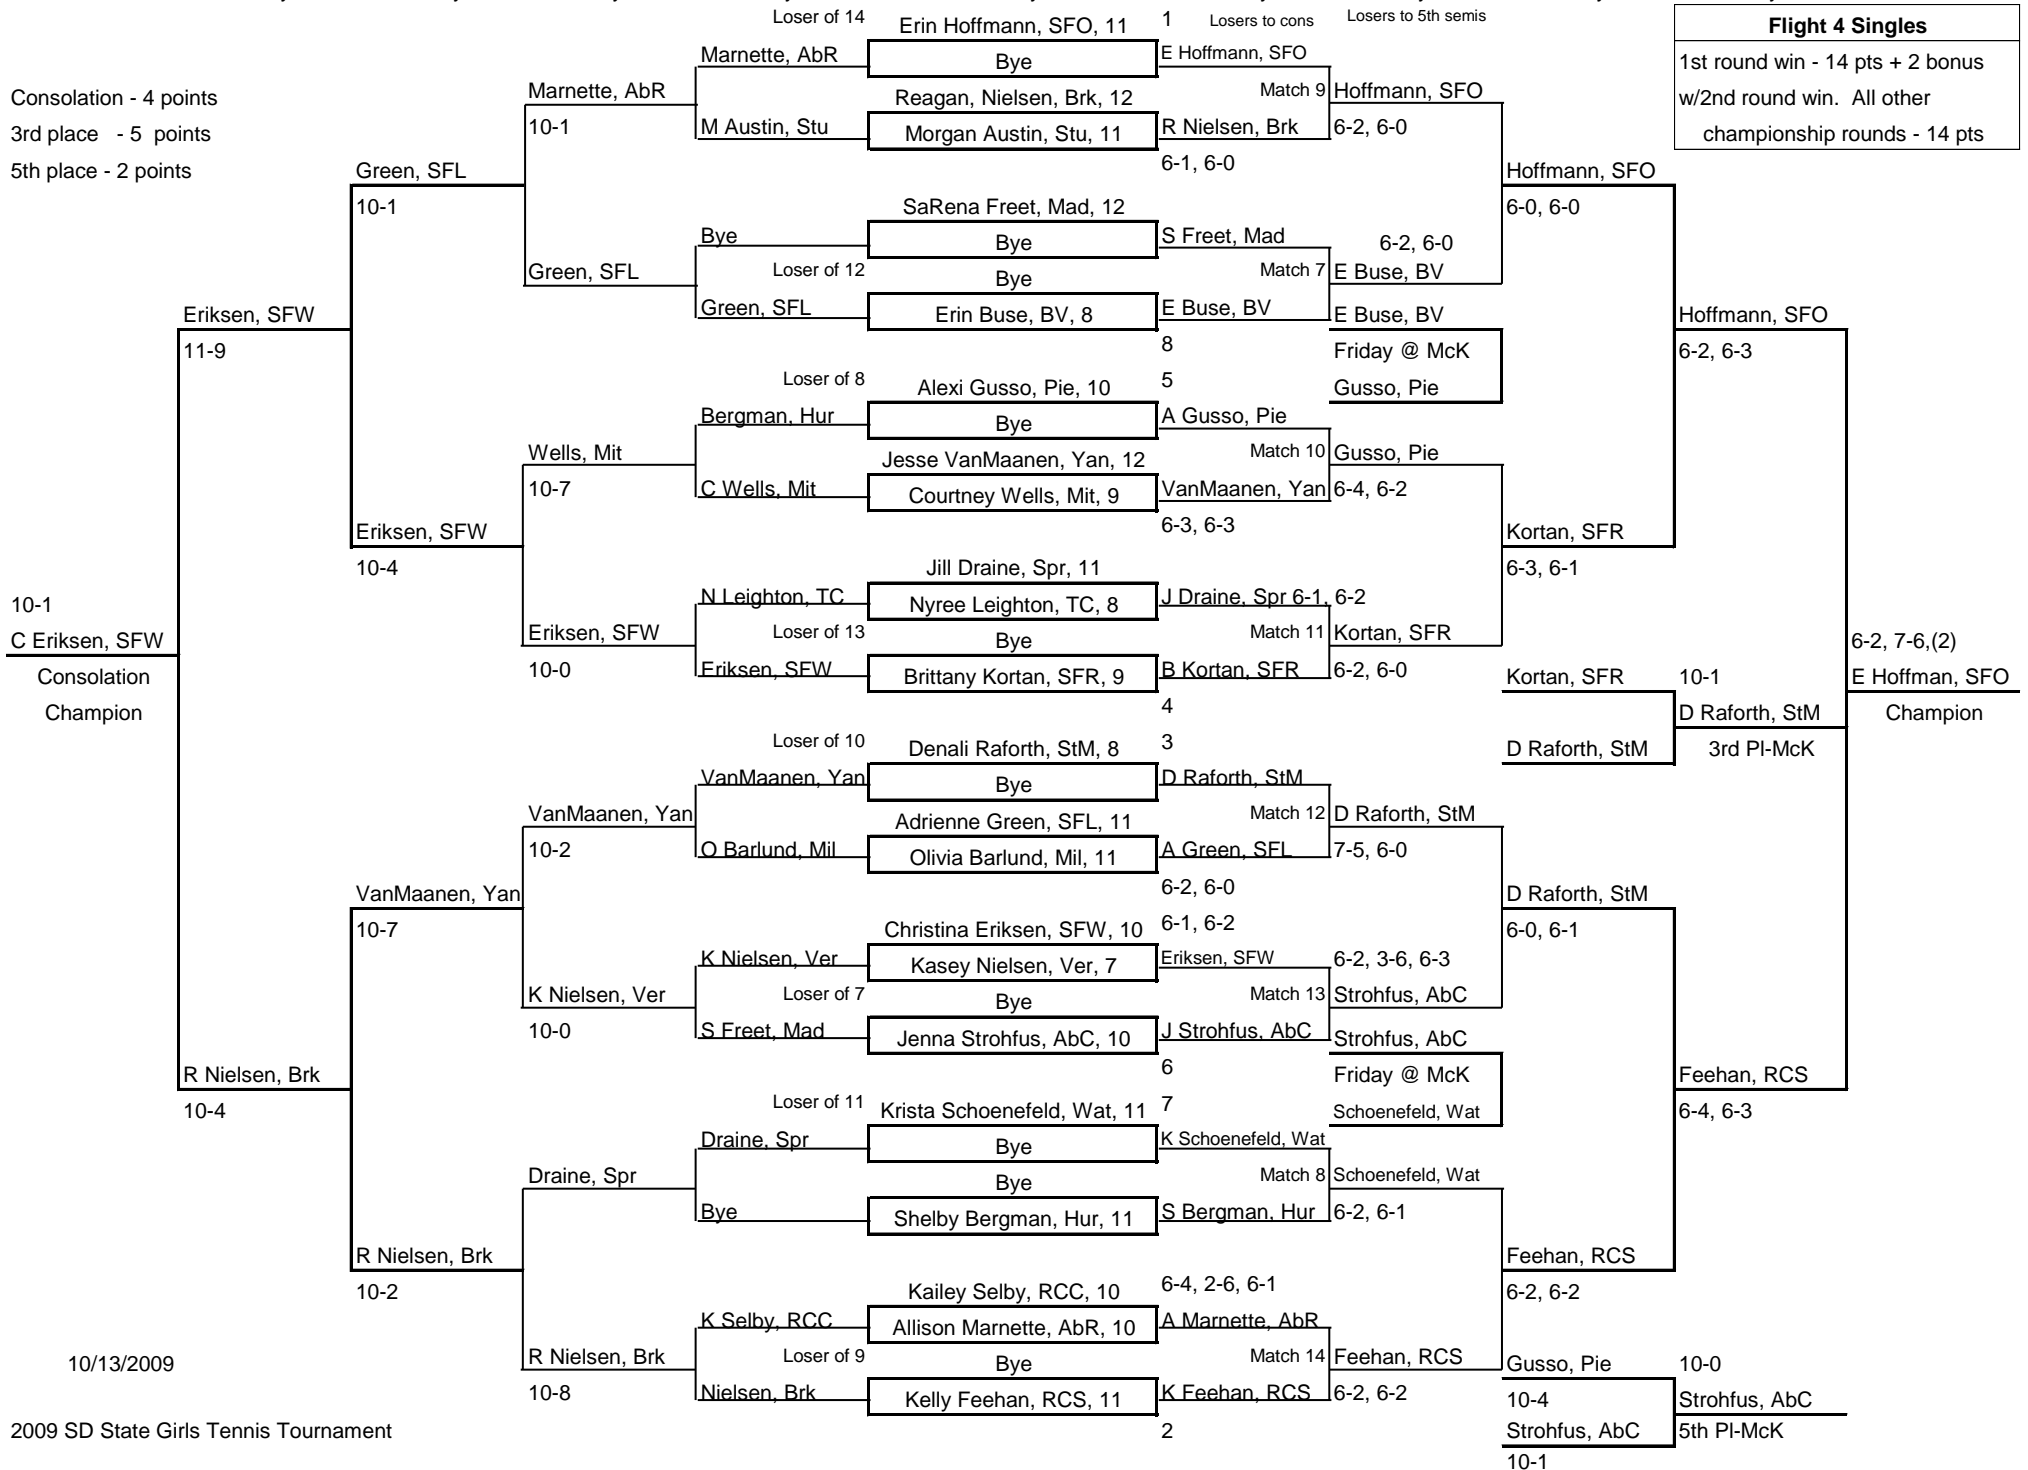 Loser of 14
Erin Hoffmann, SFO, 11
1
Losers to cons
Losers to 5th semis
Flight 4 Singles
Marnette, AbR
Bye
E Hoffmann, SFO
1st round win - 14 pts + 2 bonus
Consolation - 4 points
Marnette, AbR
Reagan, Nielsen, Brk, 12
Match 9
Hoffmann, SFO
w/2nd round win. All other
3rd place - 5 points
10-1
M Austin, Stu
Morgan Austin, Stu, 11
R Nielsen, Brk
6-2, 6-0
championship rounds - 14 pts
5th place - 2 points
Green, SFL
6-1, 6-0
Hoffmann, SFO
10-1
SaRena Freet, Mad, 12
6-0, 6-0
Bye
Bye
S Freet, Mad
6-2, 6-0
Green, SFL
Loser of 12
Bye
Match 7
E Buse, BV
Eriksen, SFW
Green, SFL
Erin Buse, BV, 8
E Buse, BV
E Buse, BV
Hoffmann, SFO
11-9
8
Friday @ McK
6-2, 6-3
Loser of 8
Alexi Gusso, Pie, 10
5
Gusso, Pie
Bergman, Hur
Bye
A Gusso, Pie
Wells, Mit
Jesse VanMaanen, Yan, 12
Match 10
Gusso, Pie
10-7
C Wells, Mit
Courtney Wells, Mit, 9
VanMaanen, Yan
6-4, 6-2
Eriksen, SFW
6-3, 6-3
Kortan, SFR
10-4
Jill Draine, Spr, 11
6-3, 6-1
10-1
N Leighton, TC
Nyree Leighton, TC, 8
J Draine, Spr 6-1, 6-2
C Eriksen, SFW
Eriksen, SFW
Loser of 13
Bye
Match 11
Kortan, SFR
6-2, 7-6,(2)
Consolation
10-0
Eriksen, SFW
Brittany Kortan, SFR, 9
B Kortan, SFR
6-2, 6-0
Kortan, SFR
10-1
E Hoffman, SFO
Champion
4
D Raforth, StM
Champion
Loser of 10
Denali Raforth, StM, 8
3
D Raforth, StM
3rd Pl-McK
VanMaanen, Yan
Bye
D Raforth, StM
VanMaanen, Yan
Adrienne Green, SFL, 11
Match 12
D Raforth, StM
10-2
O Barlund, Mil
Olivia Barlund, Mil, 11
A Green, SFL
7-5, 6-0
VanMaanen, Yan
6-2, 6-0
D Raforth, StM
10-7
Christina Eriksen, SFW, 10
6-1, 6-2
6-0, 6-1
K Nielsen, Ver
Kasey Nielsen, Ver, 7
Eriksen, SFW
6-2, 3-6, 6-3
K Nielsen, Ver
Loser of 7
Bye
Match 13
Strohfus, AbC
10-0
S Freet, Mad
Jenna Strohfus, AbC, 10
J Strohfus, AbC
Strohfus, AbC
R Nielsen, Brk
6
Friday @ McK
Feehan, RCS
10-4
Loser of 11
Krista Schoenefeld, Wat, 11
7
Schoenefeld, Wat
6-4, 6-3
Draine, Spr
Bye
K Schoenefeld, Wat
Draine, Spr
Bye
Match 8
Schoenefeld, Wat
Bye
Shelby Bergman, Hur, 11
S Bergman, Hur
6-2, 6-1
R Nielsen, Brk
Feehan, RCS
10-2
Kailey Selby, RCC, 10
6-4, 2-6, 6-1
6-2, 6-2
K Selby, RCC
Allison Marnette, AbR, 10
A Marnette, AbR
10/13/2009
R Nielsen, Brk
Loser of 9
Bye
Match 14
Feehan, RCS
Gusso, Pie
10-0
10-8
Nielsen, Brk
Kelly Feehan, RCS, 11
K Feehan, RCS
6-2, 6-2
10-4
Strohfus, AbC
2009 SD State Girls Tennis Tournament
2
Strohfus, AbC
5th Pl-McK
10-1